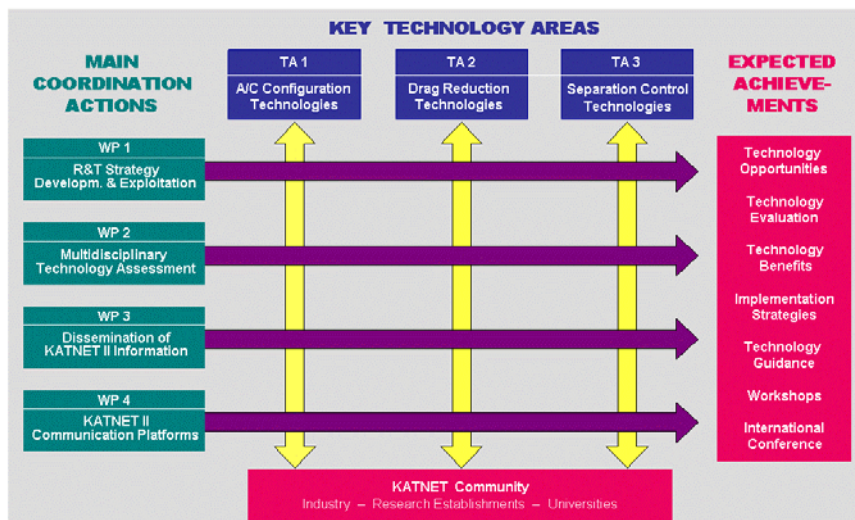 KEY TECHNOLOGY AREAS
MAIN
COORDINATION
ACTIONS
TA 1
A/C Configuration
Technologies
TA 2
Drag Reduction
Technologies
TA 3
Separation Control
Technologies
EXPECTED
ACHIEVE-
MENTS
WP 1
R&T Strategy
Developm. & Exploitation
WP 2
Multidisciplinary
Technology Assessment
WP 3
Dissemination of
KATNET II Information
WP 4
KATNET II
Communication Platforms
Technology
Opportunities
Technology
Evaluation
Technology
Benefits
Implementation
Strategies
Technology
Guidance
Workshops
International
Conference
KATNET Community
Industry – Research Establishments – Universities